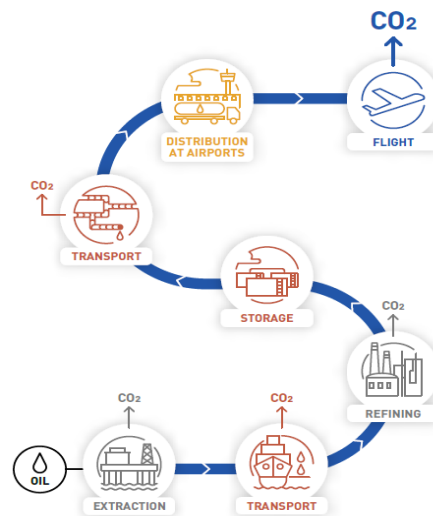 CO₂
DISTRIBUTION
AT AIRPORTS
FLIGHT
CO₂
TRANSPORT
STORAGE
CO₂
REFINING
CO₂
CO₂
OIL
EXTRACTION
TRANSPORT